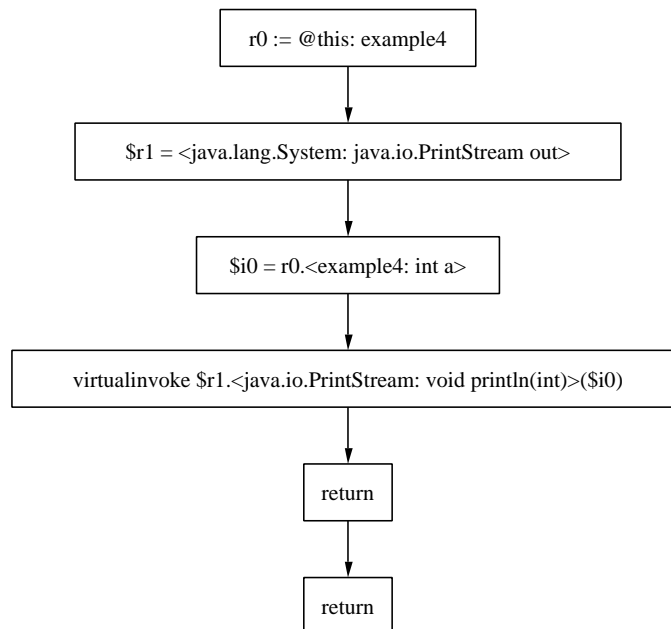 r0 := @this: example4
$r1 = <java.lang.System: java.io.PrintStream out>
$i0 = r0.<example4: int a>
virtualinvoke $r1.<java.io.PrintStream: void println(int)>($i0)
return
return